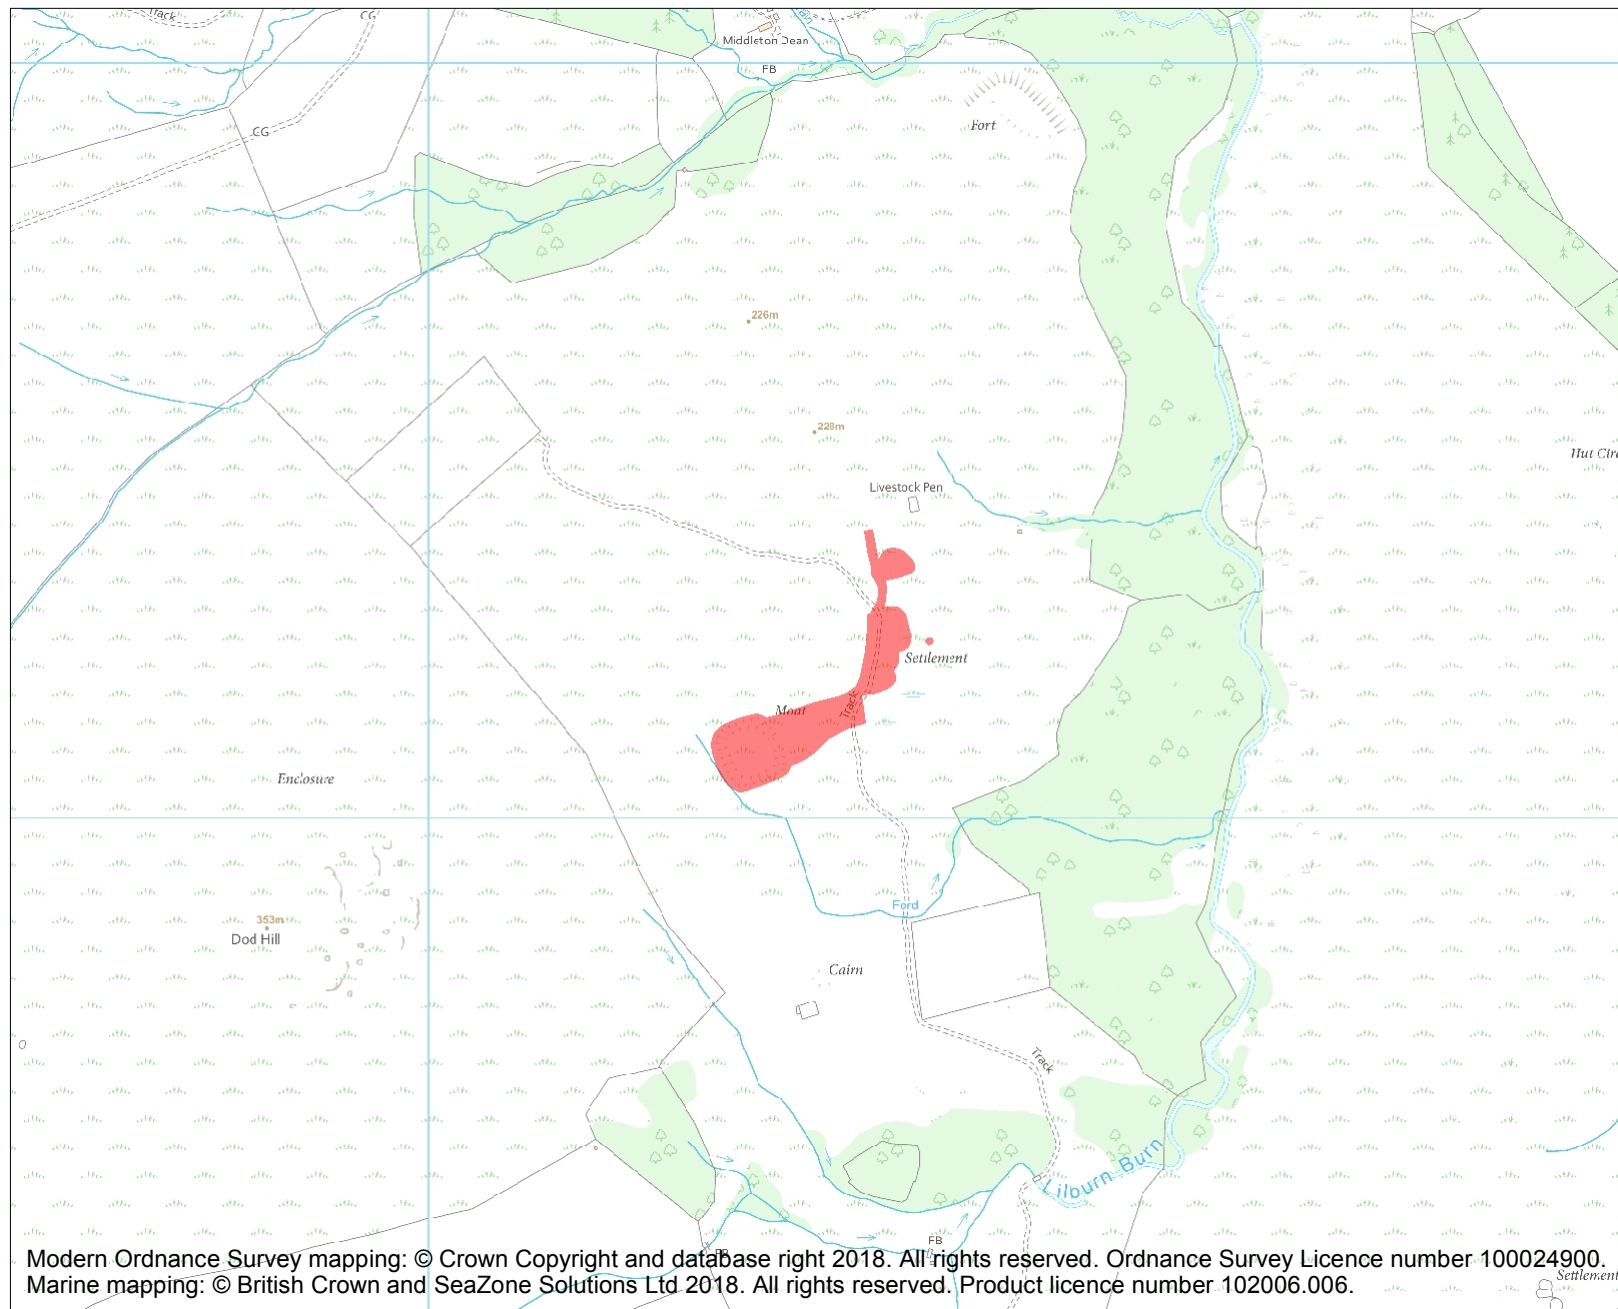 Track
CG
Middleton Dean
FB
CG
Fort
226m
228m
Hut Circ
Livestock Pen
Settlement
Track
Moat
Enclosure
Ford
353m
Dod Hill
Cairn
Track
Lilburn Burn
FB
FB
Modern Ordnance Survey mapping: © Crown Copyright and database right 2018. All rights reserved. Ordnance Survey Licence number 100024900.
Marine mapping: © British Crown and SeaZone Solutions Ltd 2018. All rights reserved. Product licence number 102006.006.
Settlement